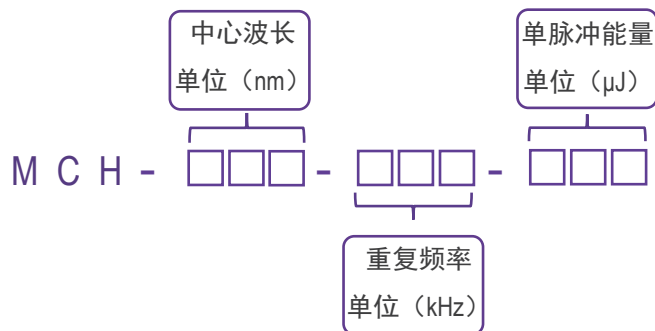 中心波长
单位（nm）
单脉冲能量
单位（μJ）
M C H - □□□ - □□□ - □□□
重复频率
单位（kHz）